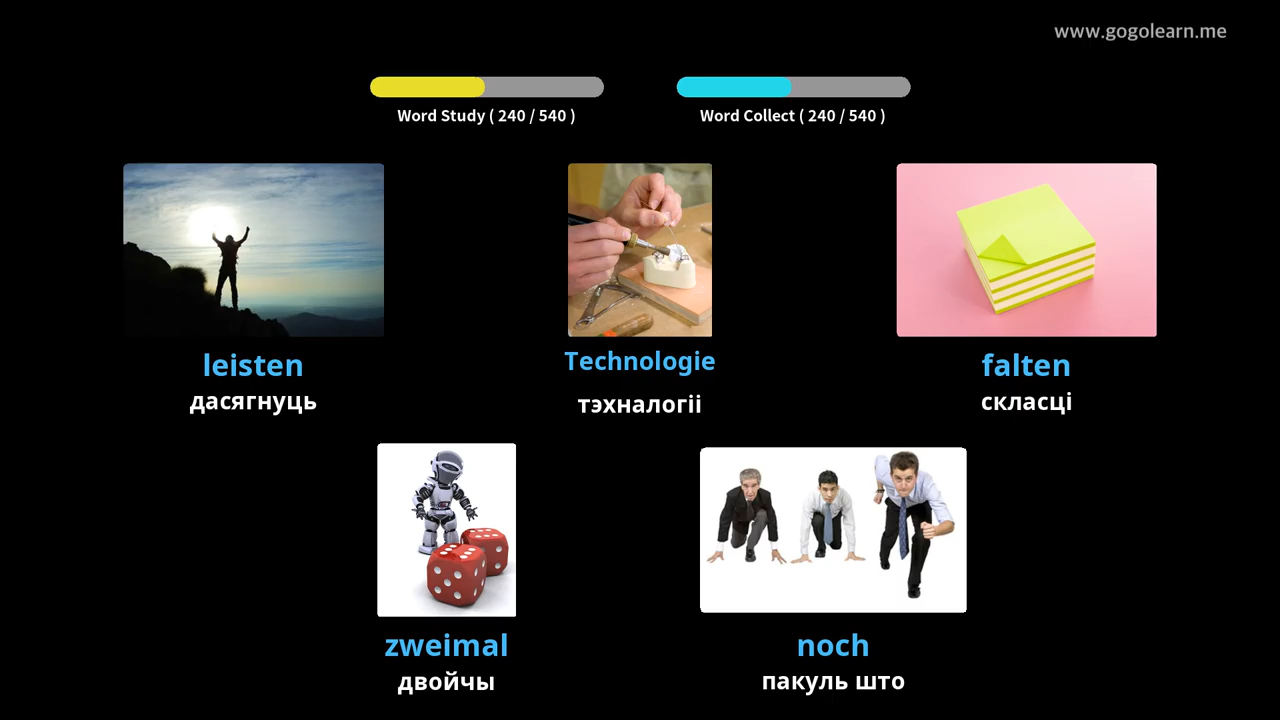 www.gogolearn.me
Word Study ( 240 / 540 )
Word Collect ( 240 / 540 )
leisten
дасягнуць
Technologie
тэхналогіі
falten
скласці
zweimal
двойчы
noch
пакуль што